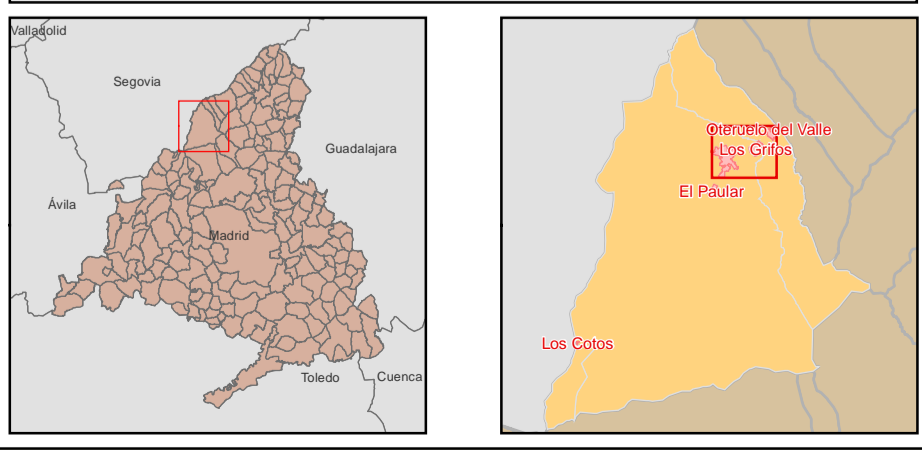 Valladolid
Segovia
Guadalajara
Ávila
Madrid
Toledo
Cuenca
Oteruelo del Valle
Los Grifos
El Paular
Los Cotos